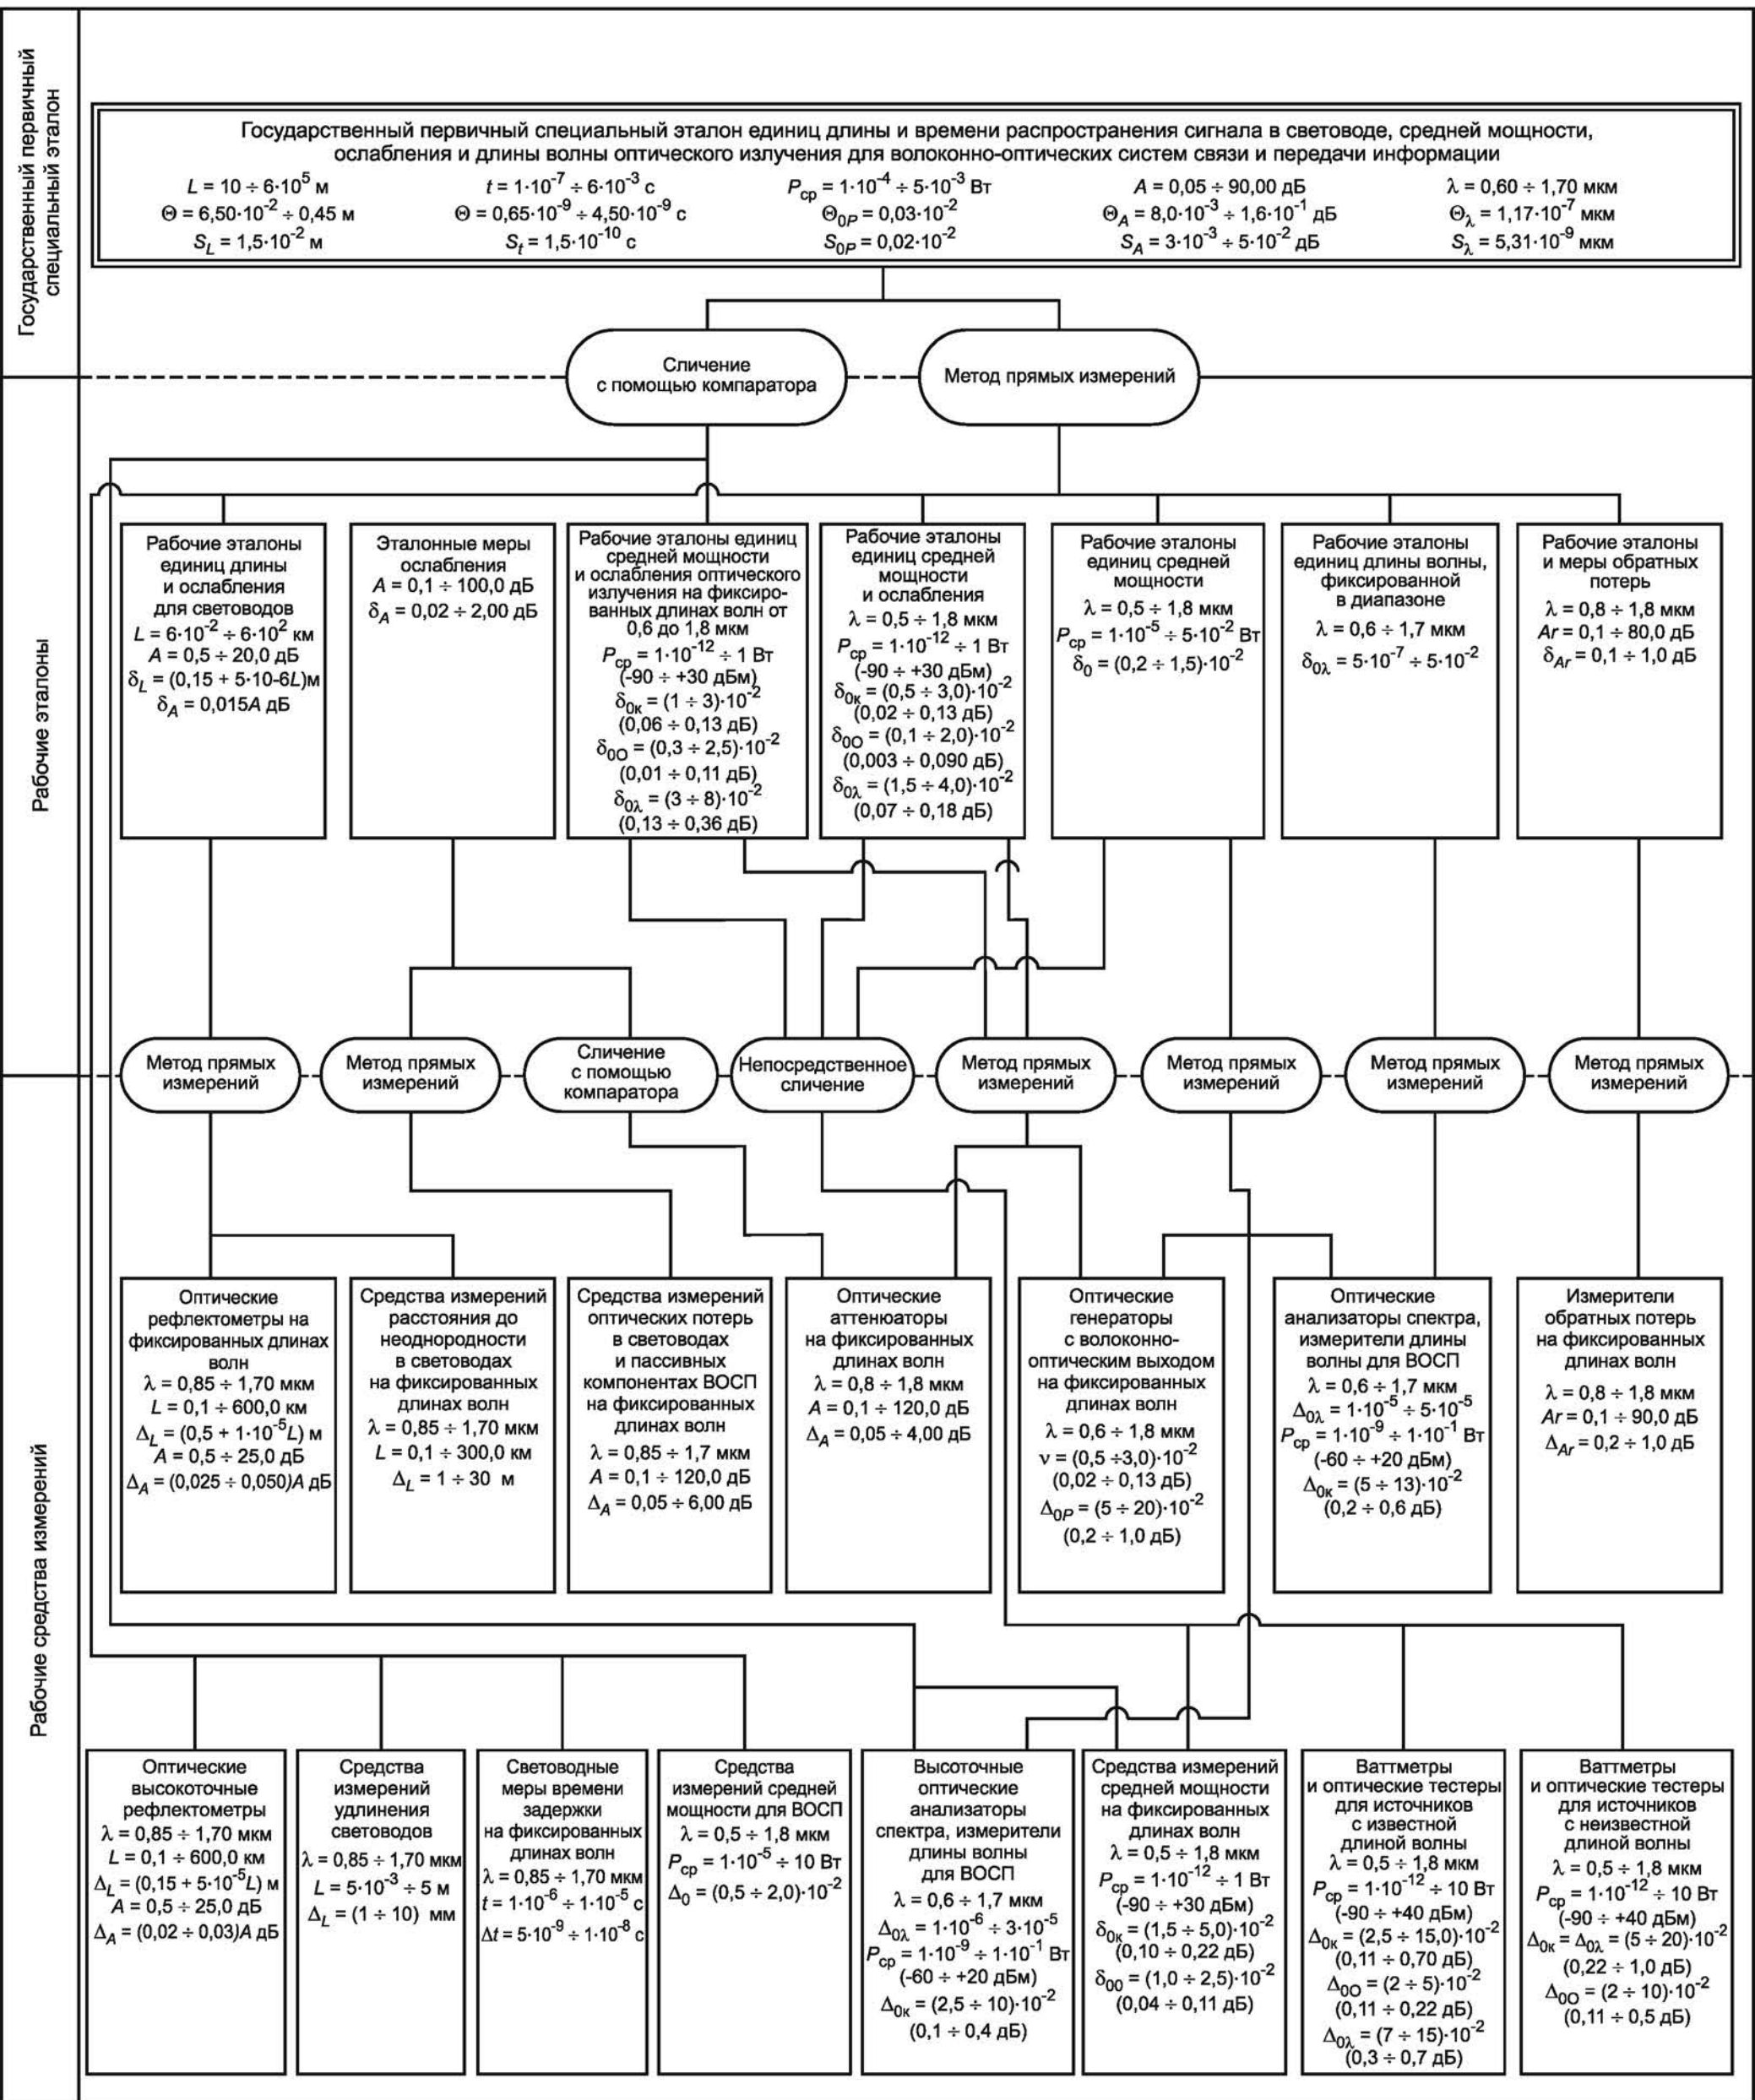 Государственный первичный
специальный эталон
Государственный первичный специальный эталон единиц длины и времени распространения сигнала в световоде, средней мощности,
ослабления и длины волны оптического излучения для волоконно-оптических систем связи и передачи информации
L = 10 ÷ 6·10⁵ м
Θ = 6,50·10⁻² ÷ 0,45 м
S_L = 1,5·10⁻² м
t = 1·10⁻⁷ ÷ 6·10⁻³ с
Θ = 0,65·10⁻⁹ ÷ 4,50·10⁻⁹ с
S_t = 1,5·10⁻¹⁰ с
P_ср = 1·10⁻⁴ ÷ 5·10⁻³ Вт
Θ_0P = 0,03·10⁻²
S_0P = 0,02·10⁻²
A = 0,05 ÷ 90,00 дБ
Θ_A = 8,0·10⁻³ ÷ 1,6·10⁻¹ дБ
S_A = 3·10⁻³ ÷ 5·10⁻² дБ
λ = 0,60 ÷ 1,70 мкм
Θ_λ = 1,17·10⁻⁷ мкм
S_λ = 5,31·10⁻⁹ мкм
Сличение
с помощью компаратора
Метод прямых измерений
Рабочие эталоны
Рабочие эталоны
единиц длины
и ослабления
для световодов
L = 6·10⁻² ÷ 6·10² км
A = 0,5 ÷ 20,0 дБ
δ_L = (0,15 + 5·10-6L)м
δ_A = 0,015A дБ
Эталонные меры
ослабления
A = 0,1 ÷ 100,0 дБ
δ_A = 0,02 ÷ 2,00 дБ
Рабочие эталоны единиц
средней мощности
и ослабления оптического
излучения на фиксиро-
ванных длинах волн от
0,6 до 1,8 мкм
P_ср = 1·10⁻¹² ÷ 1 Вт
(-90 ÷ +30 дБм)
δ_0к = (1 ÷ 3)·10⁻²
(0,06 ÷ 0,13 дБ)
δ_0О = (0,3 ÷ 2,5)·10⁻²
(0,01 ÷ 0,11 дБ)
δ_0λ = (3 ÷ 8)·10⁻²
(0,13 ÷ 0,36 дБ)
Рабочие эталоны
единиц средней
мощности
и ослабления
λ = 0,5 ÷ 1,8 мкм
P_ср = 1·10⁻¹² ÷ 1 Вт
(-90 ÷ +30 дБм)
δ_0к = (0,5 ÷ 3,0)·10⁻²
(0,02 ÷ 0,13 дБ)
δ_0О = (0,1 ÷ 2,0)·10⁻²
(0,003 ÷ 0,090 дБ)
δ_0λ = (1,5 ÷ 4,0)·10⁻²
(0,07 ÷ 0,18 дБ)
Рабочие эталоны
единиц средней
мощности
λ = 0,5 ÷ 1,8 мкм
P_ср = 1·10⁻⁵ ÷ 5·10⁻² Вт
δ_0 = (0,2 ÷ 1,5)·10⁻²
Рабочие эталоны
единиц длины волны,
фиксированной
в диапазоне
λ = 0,6 ÷ 1,7 мкм
δ_0λ = 5·10⁻⁷ ÷ 5·10⁻²
Рабочие эталоны
и меры обратных
потерь
λ = 0,8 ÷ 1,8 мкм
Ar = 0,1 ÷ 80,0 дБ
δ_Ar = 0,1 ÷ 1,0 дБ
Метод прямых
измерений
Метод прямых
измерений
Сличение
с помощью
компаратора
Непосредственное
сличение
Метод прямых
измерений
Метод прямых
измерений
Метод прямых
измерений
Метод прямых
измерений
Рабочие средства измерений
Оптические
рефлектометры на
фиксированных длинах
волн
λ = 0,85 ÷ 1,70 мкм
L = 0,1 ÷ 600,0 км
Δ_L = (0,5 + 1·10⁻⁵L) м
A = 0,5 ÷ 25,0 дБ
Δ_A = (0,025 ÷ 0,050)A дБ
Средства измерений
расстояния до
неоднородности
в световодах
на фиксированных
длинах волн
λ = 0,85 ÷ 1,70 мкм
L = 0,1 ÷ 300,0 км
Δ_L = 1 ÷ 30 м
Средства измерений
оптических потерь
в световодах
и пассивных
компонентах ВОСП
на фиксированных
длинах волн
λ = 0,85 ÷ 1,7 мкм
A = 0,1 ÷ 120,0 дБ
Δ_A = 0,05 ÷ 6,00 дБ
Оптические
аттенюаторы
на фиксированных
длинах волн
λ = 0,8 ÷ 1,8 мкм
A = 0,1 ÷ 120,0 дБ
Δ_A = 0,05 ÷ 4,00 дБ
Оптические
генераторы
с волоконно-
оптическим выходом
на фиксированных
длинах волн
λ = 0,6 ÷ 1,8 мкм
ν = (0,5 ÷3,0)·10⁻²
(0,02 ÷ 0,13 дБ)
Δ_0P = (5 ÷ 20)·10⁻²
(0,2 ÷ 1,0 дБ)
Оптические
анализаторы спектра,
измерители длины
волны для ВОСП
λ = 0,6 ÷ 1,7 мкм
Δ_0λ = 1·10⁻⁵ ÷ 5·10⁻⁵
P_ср = 1·10⁻⁹ ÷ 1·10⁻¹ Вт
(-60 ÷ +20 дБм)
Δ_0к = (5 ÷ 13)·10⁻²
(0,2 ÷ 0,6 дБ)
Измерители
обратных потерь
на фиксированных
длинах волн
λ = 0,8 ÷ 1,8 мкм
Ar = 0,1 ÷ 90,0 дБ
Δ_Ar = 0,2 ÷ 1,0 дБ
Оптические
высокоточные
рефлектометры
λ = 0,85 ÷ 1,70 мкм
L = 0,1 ÷ 600,0 км
Δ_L = (0,15 + 5·10⁻⁵L) м
A = 0,5 ÷ 25,0 дБ
Δ_A = (0,02 ÷ 0,03)A дБ
Средства
измерений
удлинения
световодов
λ = 0,85 ÷ 1,70 мкм
L = 5·10⁻³ ÷ 5 м
Δ_L = (1 ÷ 10) мм
Световодные
меры времени
задержки
на фиксированных
длинах волн
λ = 0,85 ÷ 1,70 мкм
t = 1·10⁻⁶ ÷ 1·10⁻⁵ с
Δt = 5·10⁻⁹ ÷ 1·10⁻⁸ с
Средства
измерений средней
мощности для ВОСП
λ = 0,5 ÷ 1,8 мкм
P_ср = 1·10⁻⁵ ÷ 10 Вт
Δ_0 = (0,5 ÷ 2,0)·10⁻²
Высоточные
оптические
анализаторы
спектра, измерители
длины волны
для ВОСП
λ = 0,6 ÷ 1,7 мкм
Δ_0λ = 1·10⁻⁶ ÷ 3·10⁻⁵
P_ср = 1·10⁻⁹ ÷ 1·10⁻¹ Вт
(-60 ÷ +20 дБм)
Δ_0к = (2,5 ÷ 10)·10⁻²
(0,1 ÷ 0,4 дБ)
Средства измерений
средней мощности
на фиксированных
длинах волн
λ = 0,5 ÷ 1,8 мкм
P_ср = 1·10⁻¹² ÷ 1 Вт
(-90 ÷ +30 дБм)
δ_0к = (1,5 ÷ 5,0)·10⁻²
(0,10 ÷ 0,22 дБ)
δ_00 = (1,0 ÷ 2,5)·10⁻²
(0,04 ÷ 0,11 дБ)
Ваттметры
и оптические тестеры
для источников
с известной
длиной волны
λ = 0,5 ÷ 1,8 мкм
P_ср = 1·10⁻¹² ÷ 10 Вт
(-90 ÷ +40 дБм)
Δ_0к = (2,5 ÷ 15,0)·10⁻²
(0,11 ÷ 0,70 дБ)
Δ_0О = (2 ÷ 5)·10⁻²
(0,11 ÷ 0,22 дБ)
Δ_0λ = (7 ÷ 15)·10⁻²
(0,3 ÷ 0,7 дБ)
Ваттметры
и оптические тестеры
для источников
с неизвестной
длиной волны
λ = 0,5 ÷ 1,8 мкм
P_ср = 1·10⁻¹² ÷ 10 Вт
(-90 ÷ +40 дБм)
Δ_0к = Δ_0λ = (5 ÷ 20)·10⁻²
(0,22 ÷ 1,0 дБ)
Δ_0О = (2 ÷ 10)·10⁻²
(0,11 ÷ 0,5 дБ)